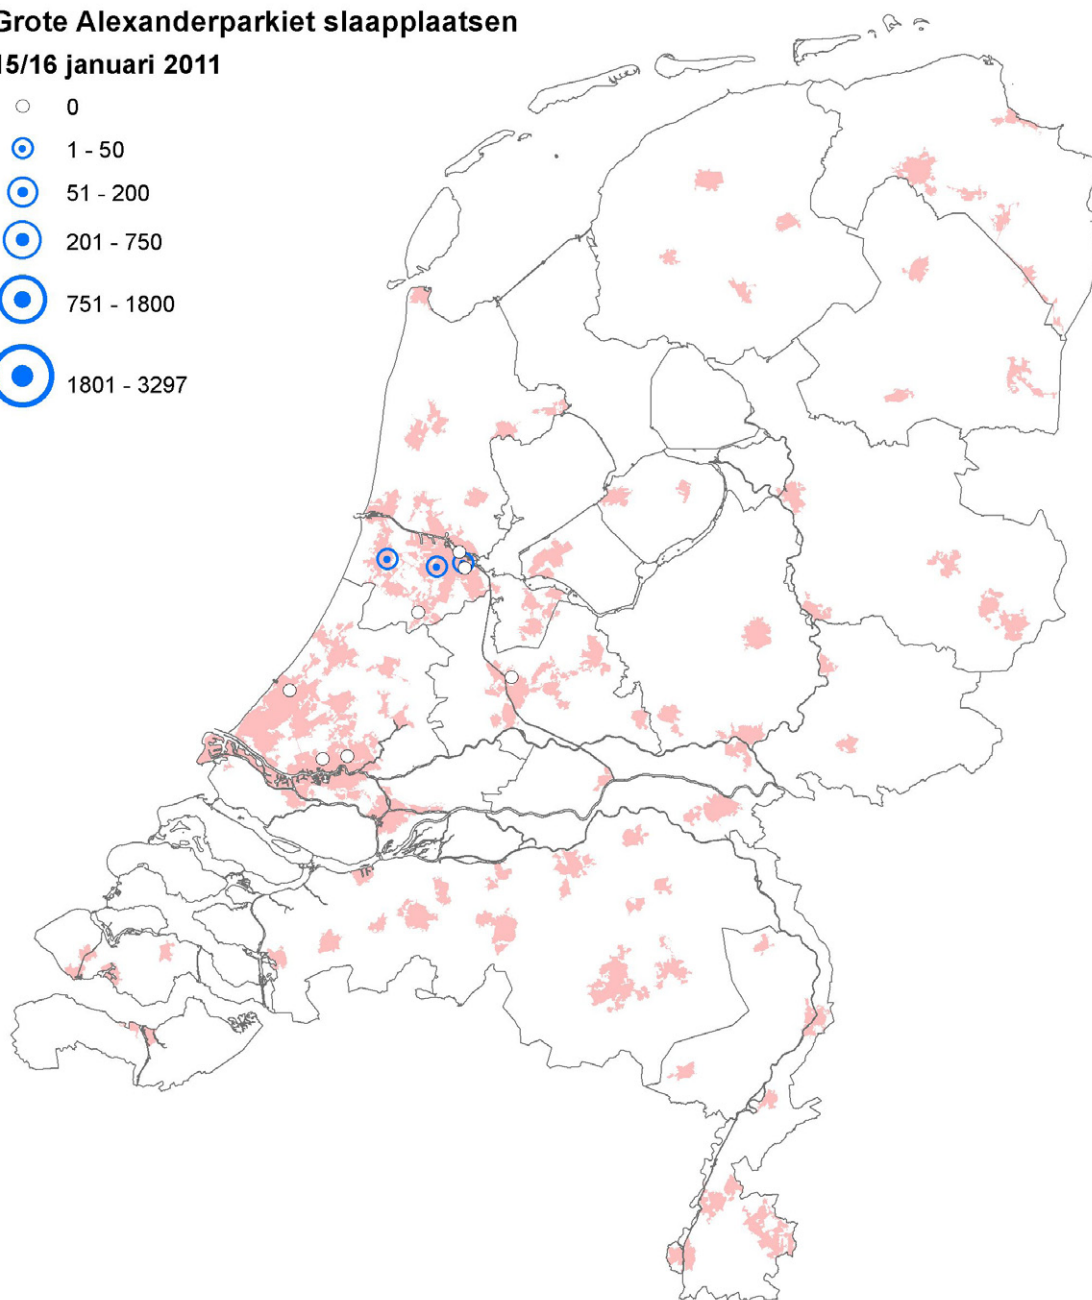 Grote Alexanderparkiet slaapplaatsen
15/16 januari 2011
0
1 - 50
51 - 200
201 - 750
751 - 1800
1801 - 3297